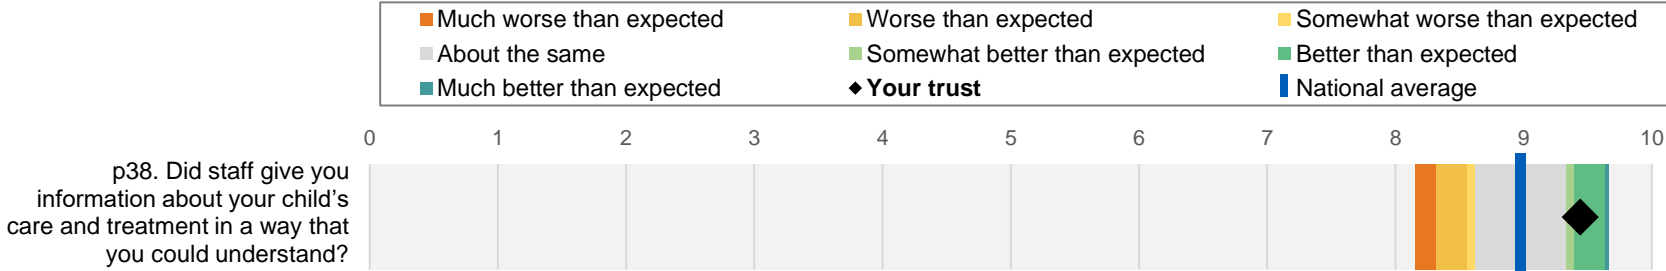 Much worse than expected
Worse than expected
Somewhat worse than expected
About the same
Somewhat better than expected
Better than expected
Much better than expected
Your trust
National average
0 1 2 3 4 5 6 7 8 9 10
p38. Did staff give you
information about your child’s
care and treatment in a way that
you could understand?